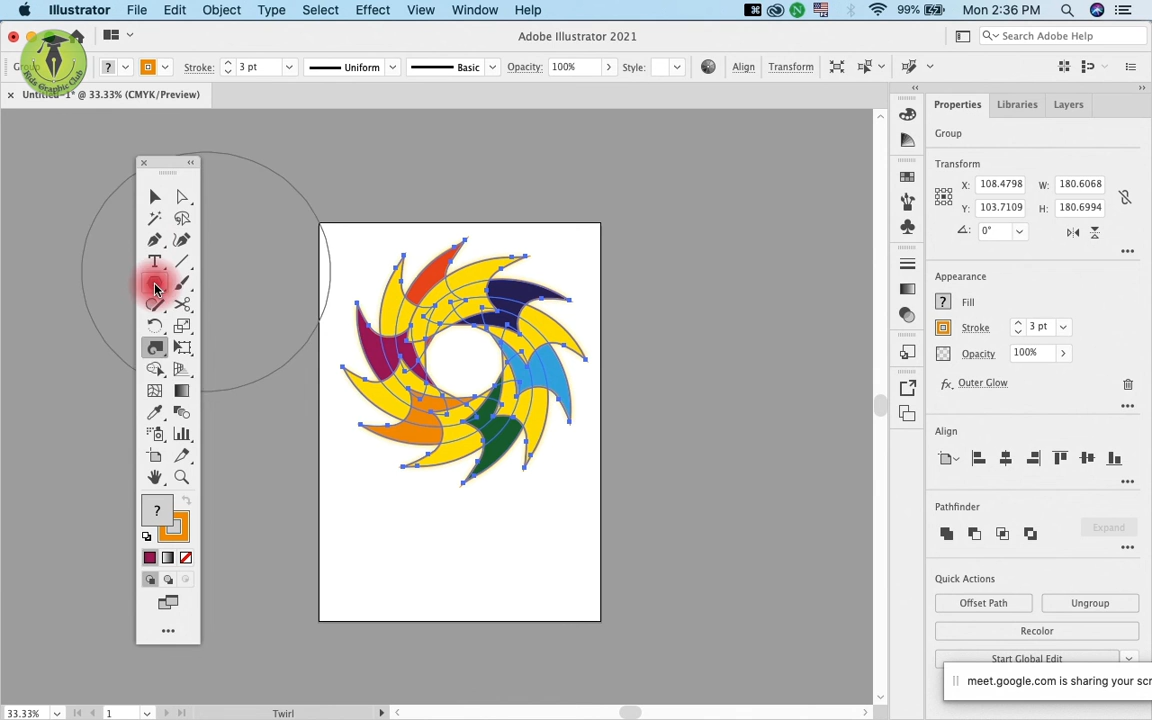 Illustrator File Edit Object Type Select Effect View Window Help 99% Mon 2:36 PM
Adobe Illustrator 2021 Search Adobe Help
? Stroke: 3 pt Uniform Basic Opacity: 100% Style: Align Transform
@ 33.33% (CMYK/Preview)
Rids Graphic Club
Properties Libraries Layers
Group
Transform
X: 108.4798 W: 180.6068
Y: 103.7109 H: 180.6994
0°
Appearance
? Fill
Stroke 3 pt
Opacity 100%
fx Outer Glow
Align
Pathfinder
Expand
Quick Actions
Offset Path Ungroup
Recolor
Start Global Edit
meet.google.com is sharing your scr
?
33.33% 1 Twirl